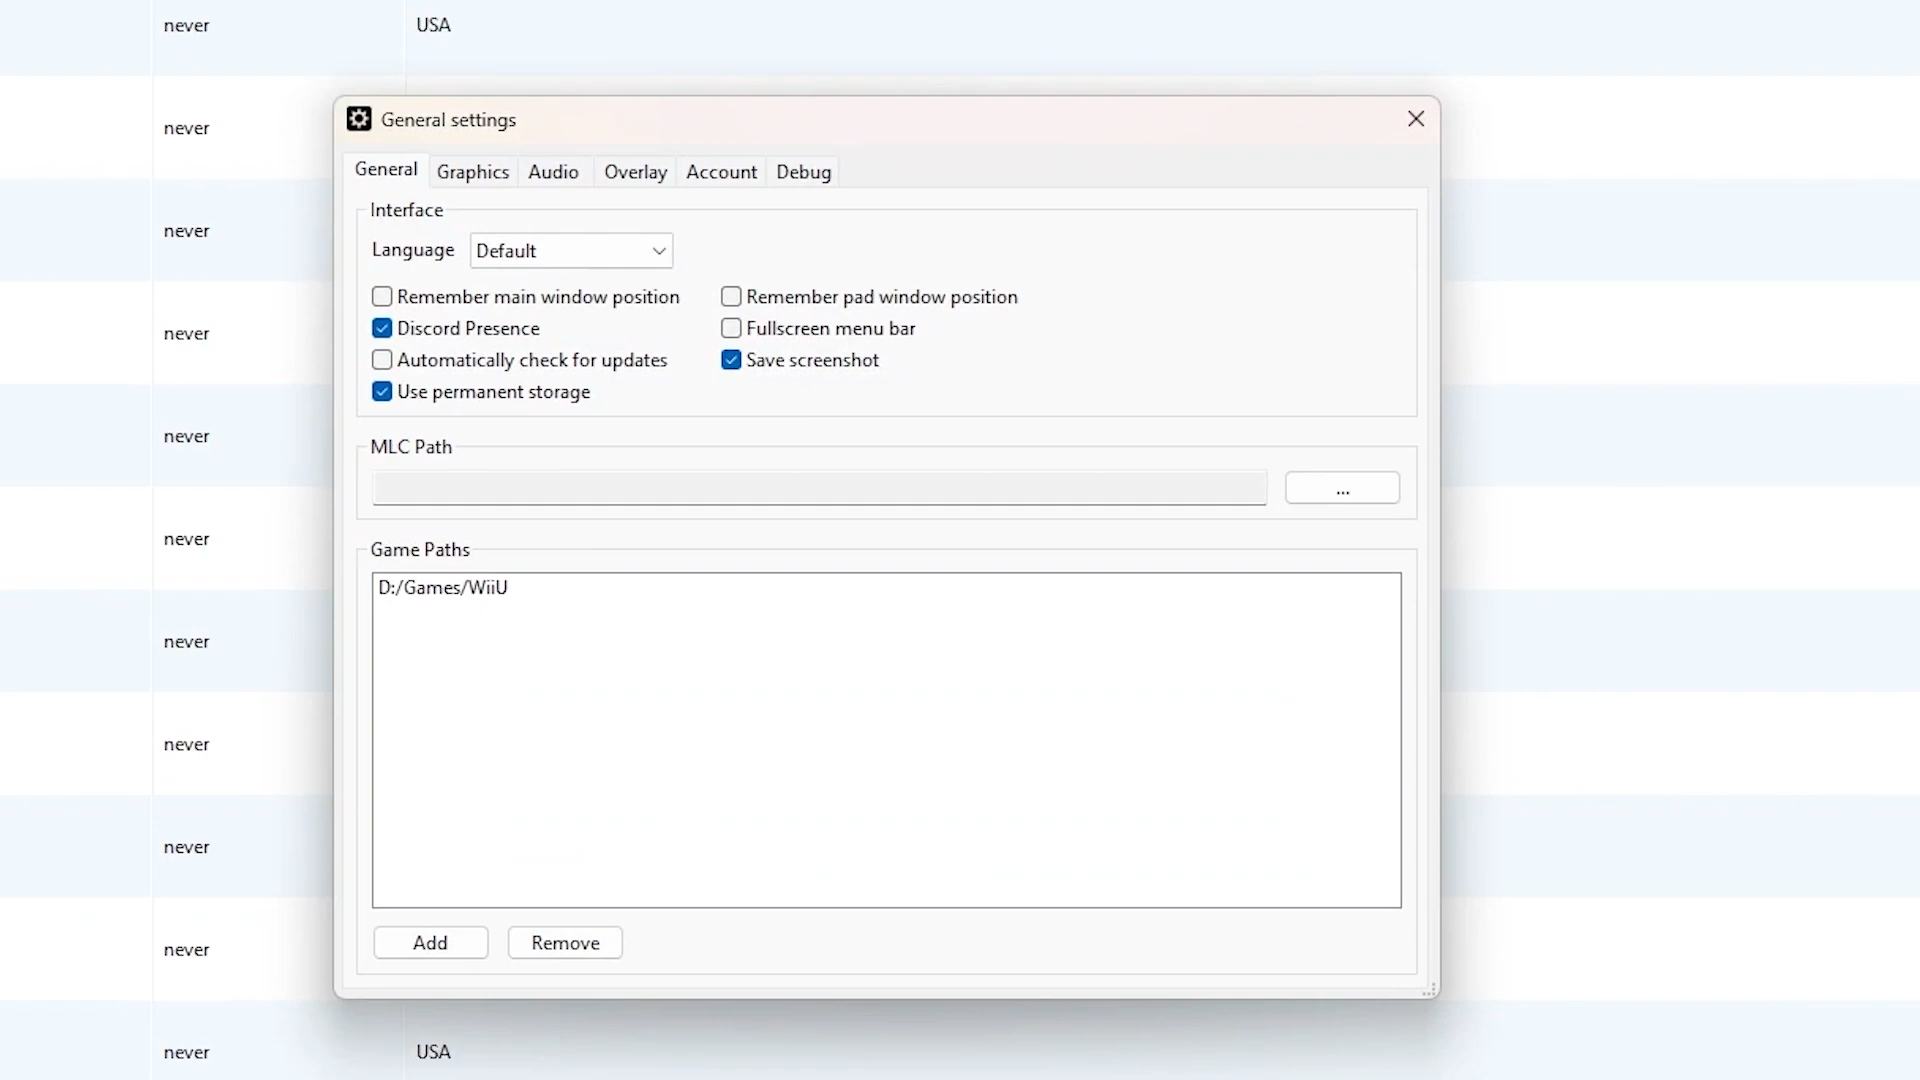 never USA
never
never
never
never
never
never
never
never
never
never USA
General settings
General Graphics Audio Overlay Account Debug
Interface
Language Default
Remember main window position Remember pad window position
Discord Presence Fullscreen menu bar
Automatically check for updates Save screenshot
Use permanent storage
MLC Path
...
Game Paths
D:/Games/WiiU
Add Remove